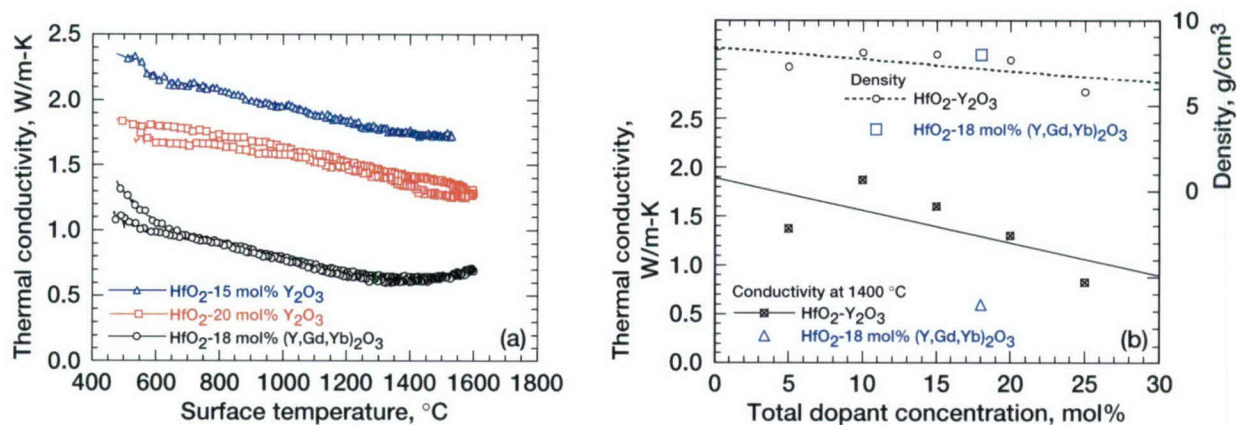 Thermal conductivity, W/m-K
2.5
2.0
1.5
1.0
0.5
0.0
HfO2-15 mol% Y2O3
HfO2-20 mol% Y2O3
HfO2-18 mol% (Y,Gd,Yb)2O3
(a)
400 600 800 1000 1200 1400 1600 1800
Surface temperature, °C
Thermal conductivity,
W/m-K
2.5
2.0
1.5
1.0
0.5
0.0
Density
HfO2-Y2O3
HfO2-18 mol% (Y,Gd,Yb)2O3
Conductivity at 1400 °C
HfO2-Y2O3
HfO2-18 mol% (Y,Gd,Yb)2O3
(b)
0 5 10 15 20 25 30
Total dopant concentration, mol%
10
5
0
Density, g/cm3